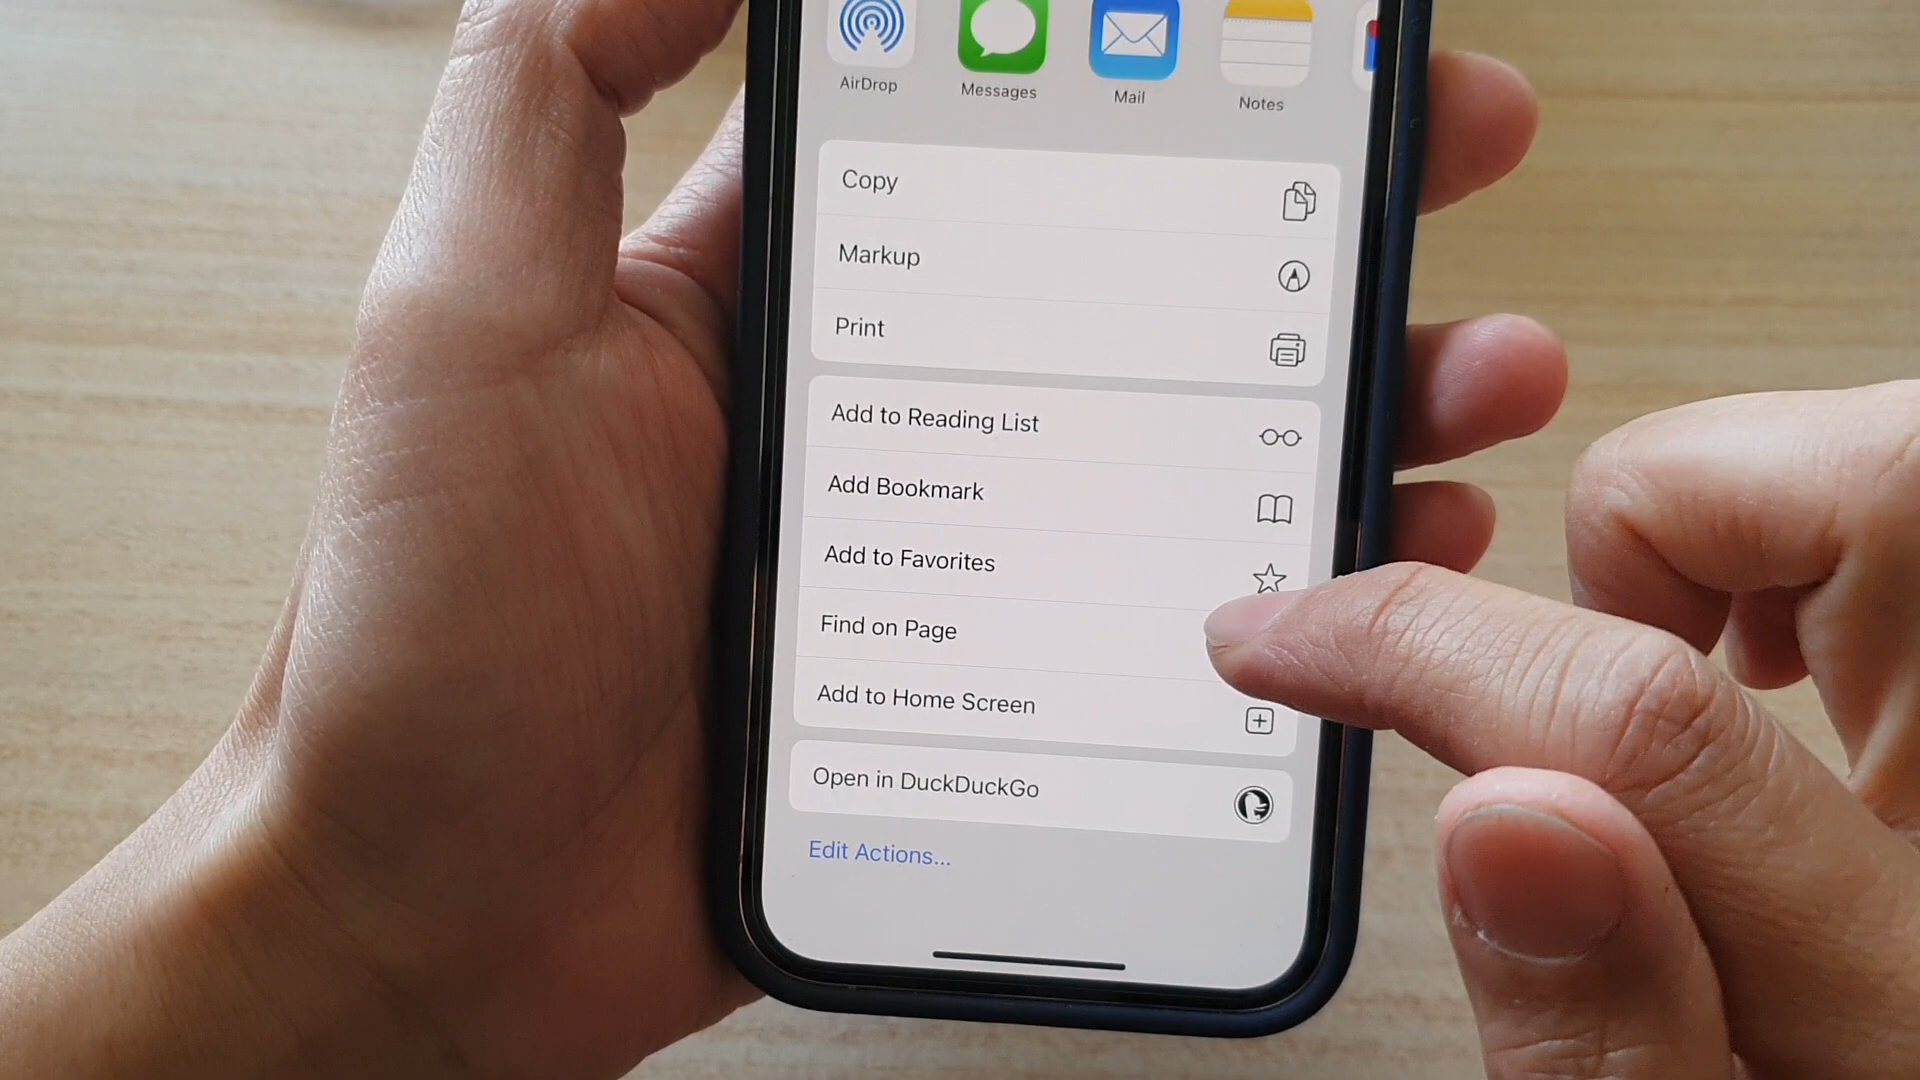 AirDrop
Messages
Mail
Notes
Copy
Markup
Print
Add to Reading List
Add Bookmark
Add to Favorites
Find on Page
Add to Home Screen
Open in DuckDuckGo
Edit Actions...